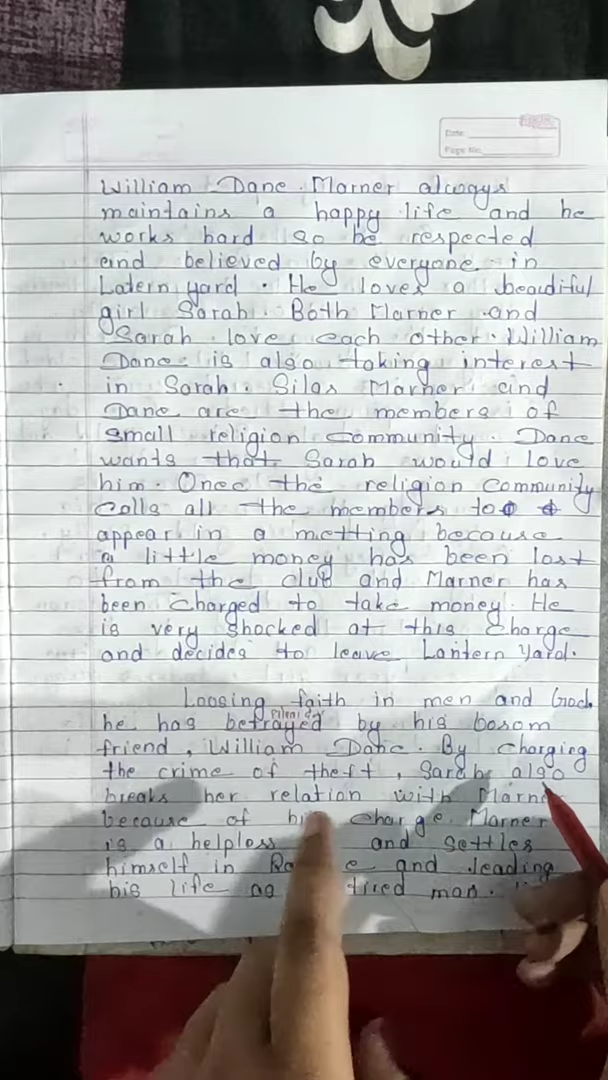 Date
Page No.
William Dane. Marner always
maintains a happy life and he
works hard so he respected
and believed by everyone in
Latern yard. He loves a beautiful
girl Sarah. Both Marner and
Sarah love each other. William
Dane is also taking interest
in Sarah. Silas Marner and
Dane are the members of
small religion community. Dane
wants that Sarah would love
him. Once the religion community
calls all the members to
appear in a metting because
a little money has been lost
from the club and Marner has
been charged to take money. He
is very shocked at this charge
and decides to leave Lantern yard.
Loosing faith in men and God,
he has betrayed by his bosom
friend, William Dane. By charging
the crime of theft, Sarah also
breaks her relation with Marner
because of charge. Marner
is a helpless and settles
himself in and leading
his life as tired man.